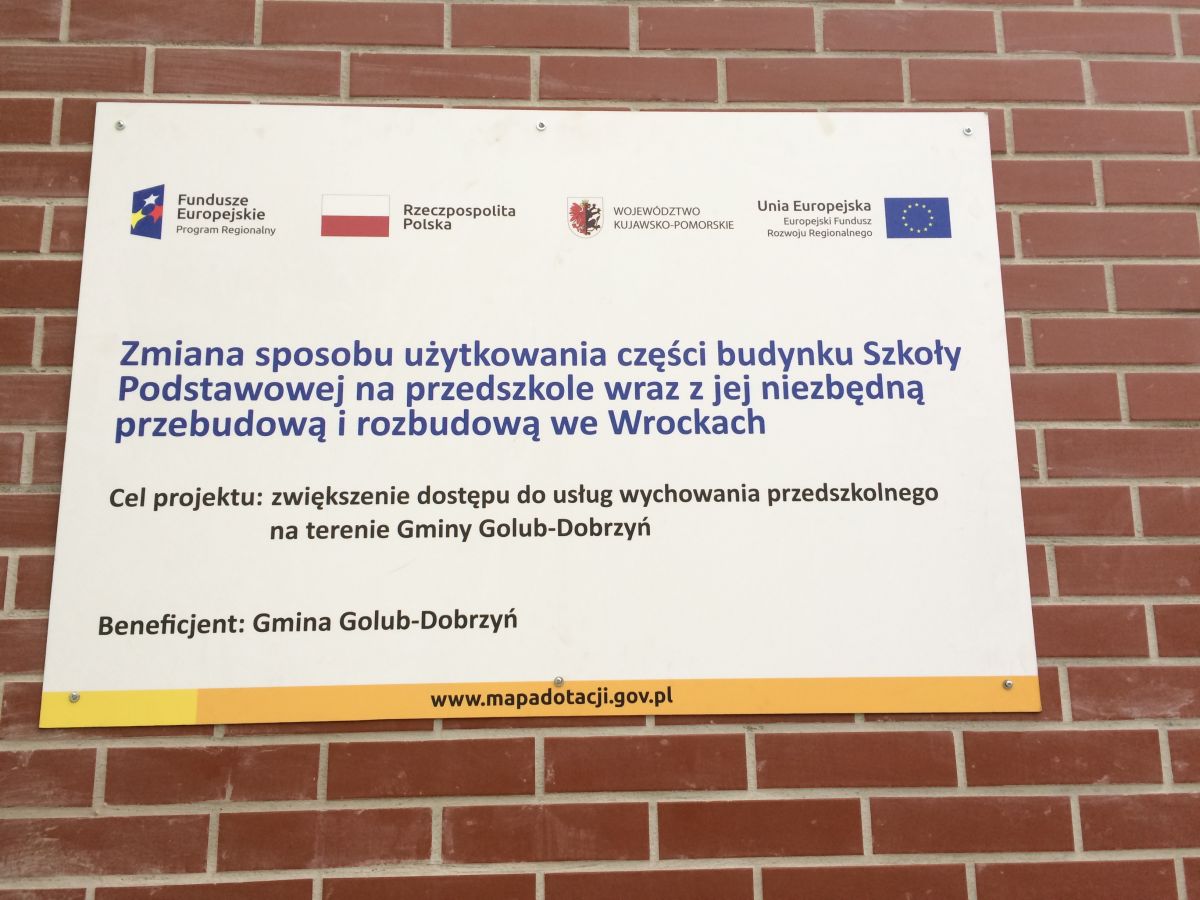 Fundusze
Europejskie
Program Regionalny
Rzeczpospolita
Polska
WOJEWÓDZTWO
KUJAWSKO-POMORSKIE
Unia Europejska
Europejski Fundusz
Rozwoju Regionalnego
Zmiana sposobu użytkowania części budynku Szkoły
Podstawowej na przedszkole wraz z jej niezbędną
przebudową i rozbudową we Wrockach
Cel projektu: zwiększenie dostępu do usług wychowania przedszkolnego
na terenie Gminy Golub-Dobrzyń
Beneficjent: Gmina Golub-Dobrzyń
www.mapadotacji.gov.pl